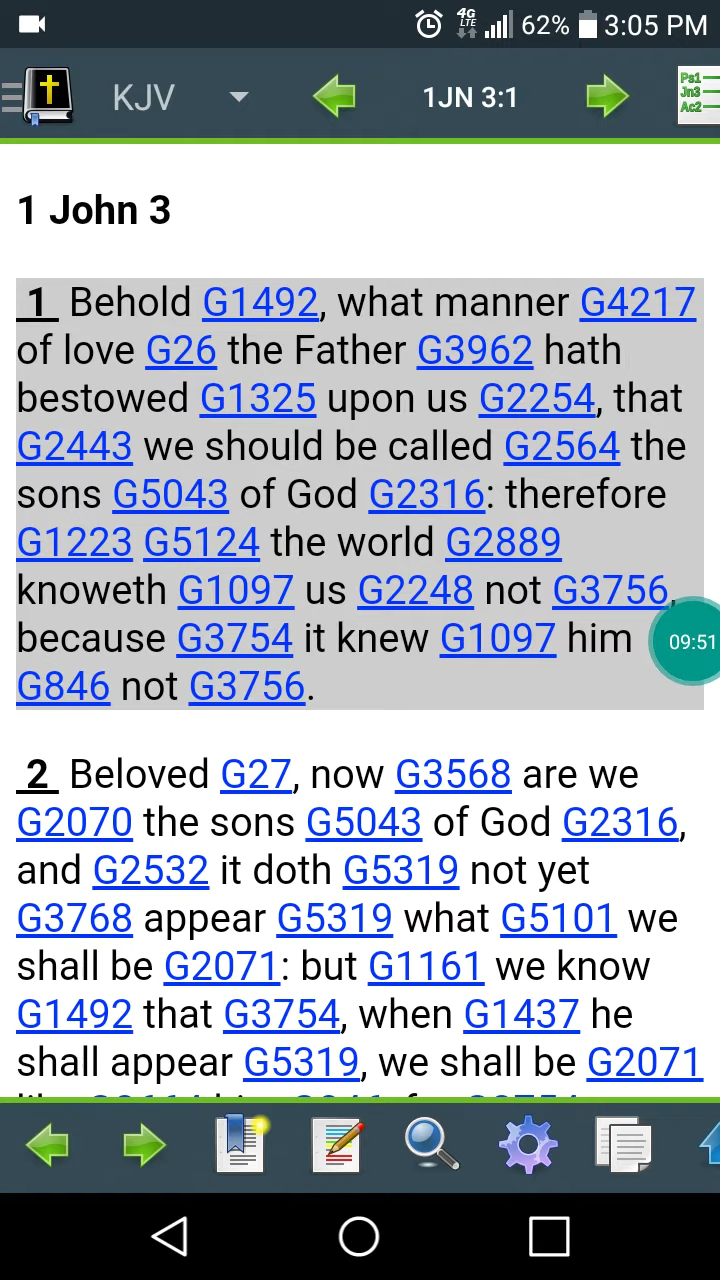 4G LTE 62% 3:05 PM
KJV 1JN 3:1
Ps1
Jn3
Ac2
1 John 3
1 Behold G1492, what manner G4217
of love G26 the Father G3962 hath
bestowed G1325 upon us G2254, that
G2443 we should be called G2564 the
sons G5043 of God G2316: therefore
G1223 G5124 the world G2889
knoweth G1097 us G2248 not G3756,
because G3754 it knew G1097 him
09:51
G846 not G3756.
2 Beloved G27, now G3568 are we
G2070 the sons G5043 of God G2316,
and G2532 it doth G5319 not yet
G3768 appear G5319 what G5101 we
shall be G2071: but G1161 we know
G1492 that G3754, when G1437 he
shall appear G5319, we shall be G2071